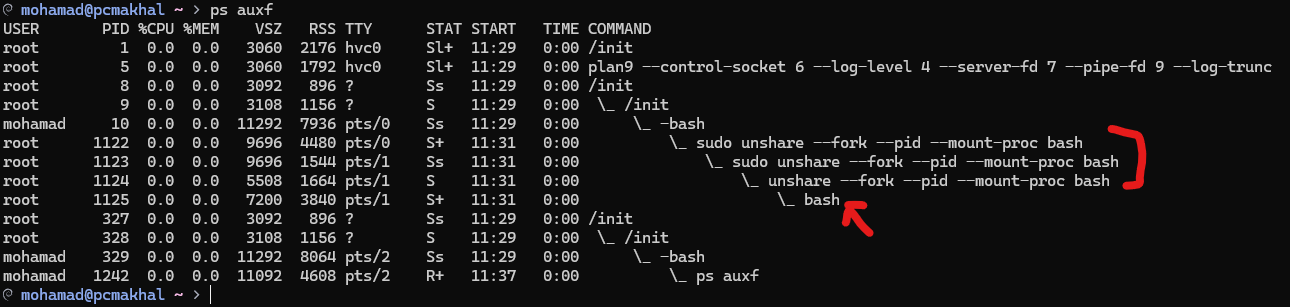 mohamad@pcmakhal ~ > ps auxf
USER       PID %CPU %MEM    VSZ   RSS TTY      STAT START   TIME COMMAND
root         1  0.0  0.0   3060  2176 hvc0     Sl+  11:29   0:00 /init
root         5  0.0  0.0   3060  1792 hvc0     Sl+  11:29   0:00 plan9 --control-socket 6 --log-level 4 --server-fd 7 --pipe-fd 9 --log-trunc
root         8  0.0  0.0   3092   896 ?        Ss   11:29   0:00 /init
root         9  0.0  0.0   3108  1156 ?        S    11:29   0:00  \_ /init
mohamad     10  0.0  0.0  11292  7936 pts/0    Ss   11:29   0:00      \_ -bash
root      1122  0.0  0.0   9696  4480 pts/0    S+   11:31   0:00          \_ sudo unshare --fork --pid --mount-proc bash
root      1123  0.0  0.0   9696  1544 pts/1    Ss   11:31   0:00              \_ sudo unshare --fork --pid --mount-proc bash
root      1124  0.0  0.0   5508  1664 pts/1    S    11:31   0:00                  \_ unshare --fork --pid --mount-proc bash
root      1125  0.0  0.0   7200  3840 pts/1    S+   11:31   0:00                      \_ bash
root       327  0.0  0.0   3092   896 ?        Ss   11:29   0:00 /init
root       328  0.0  0.0   3108  1156 ?        S    11:29   0:00  \_ /init
mohamad    329  0.0  0.0  11292  8064 pts/2    Ss   11:29   0:00      \_ -bash
mohamad   1242  0.0  0.0  11092  4608 pts/2    R+   11:37   0:00          \_ ps auxf
mohamad@pcmakhal ~ >